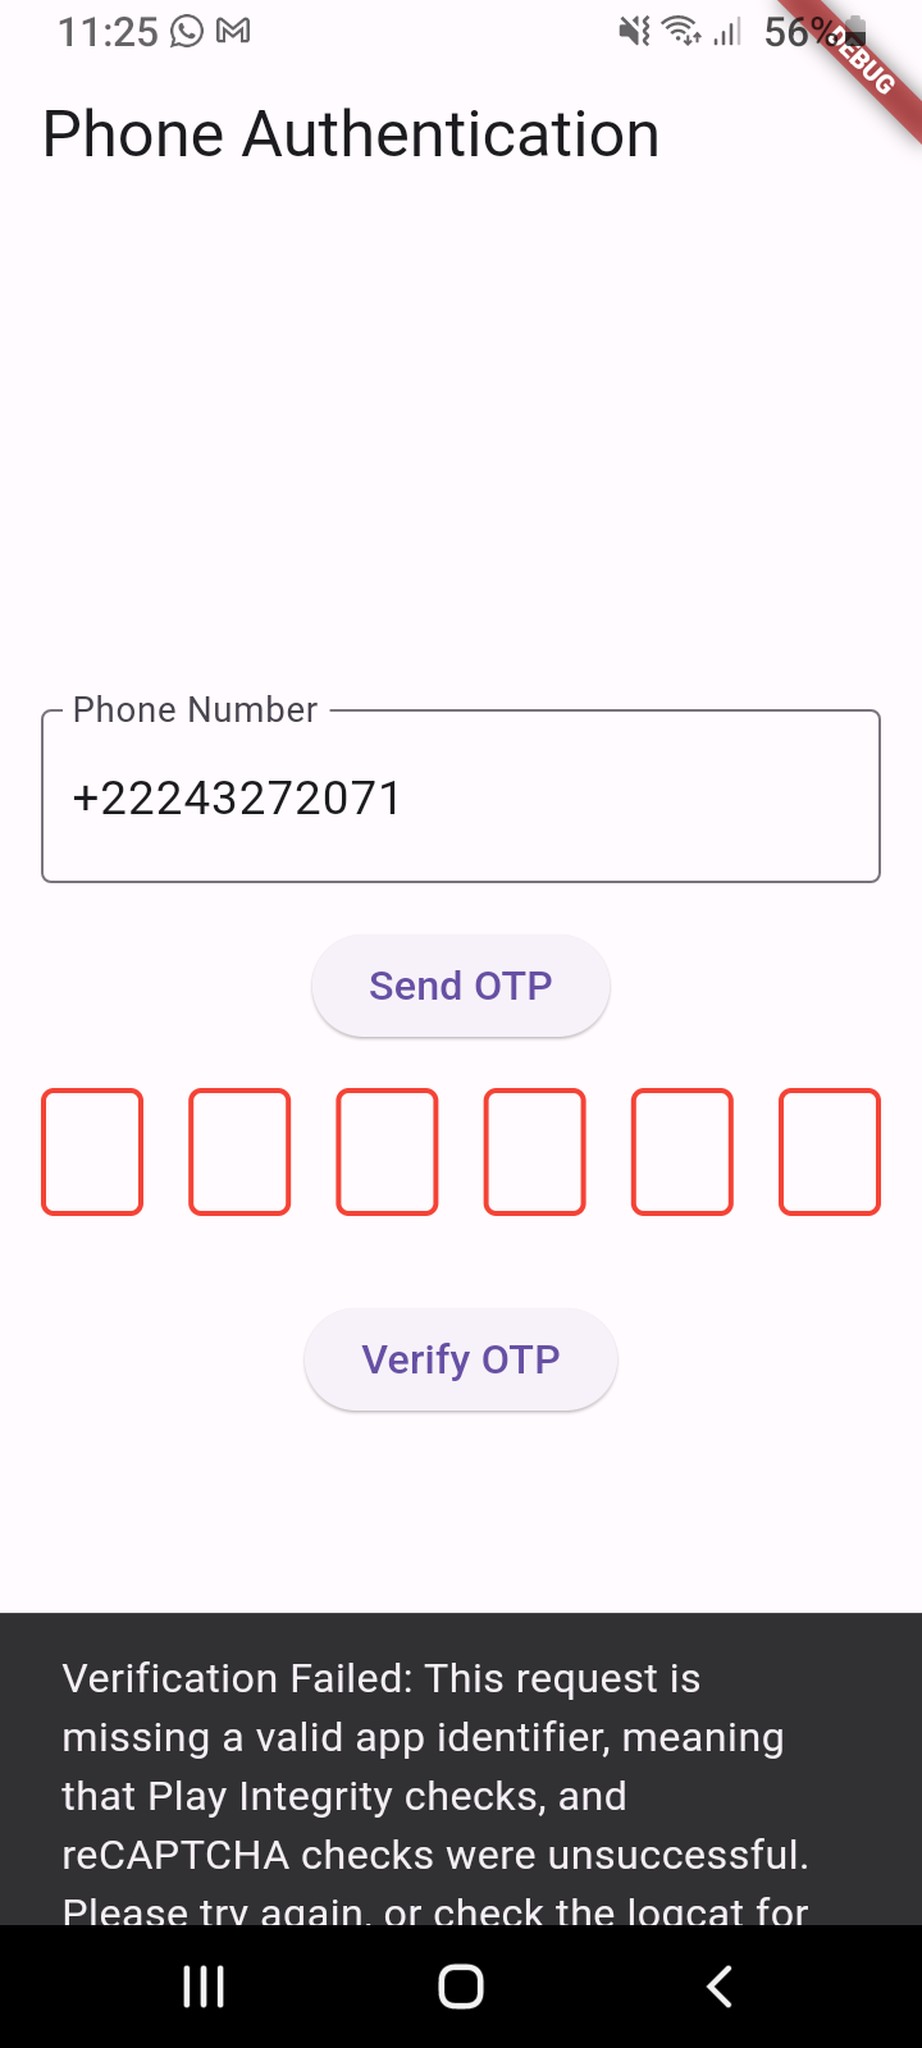 11:25
56%
DEBUG
Phone Authentication
Phone Number
+22243272071
Send OTP
Verify OTP
Verification Failed: This request is
missing a valid app identifier, meaning
that Play Integrity checks, and
reCAPTCHA checks were unsuccessful.
Please try again, or check the logcat for